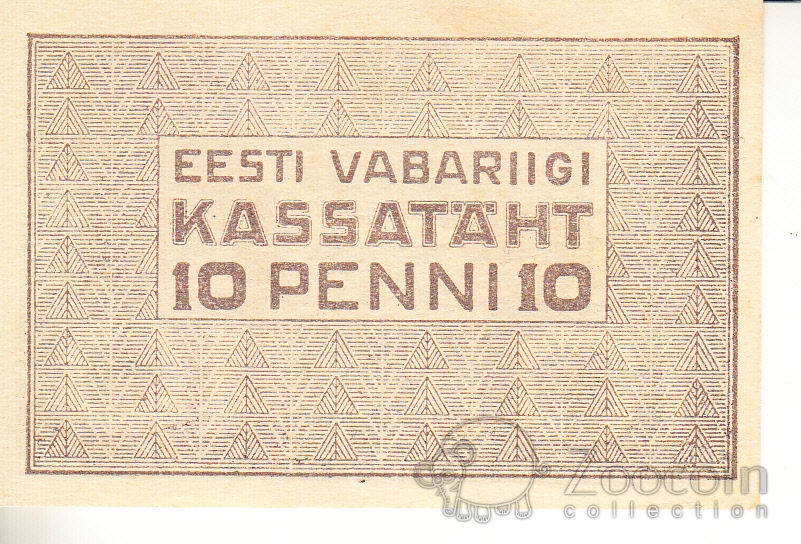 EESTI VABARIIGI
KASSATÄHT
10 PENNI 10
Zoocoin
collection